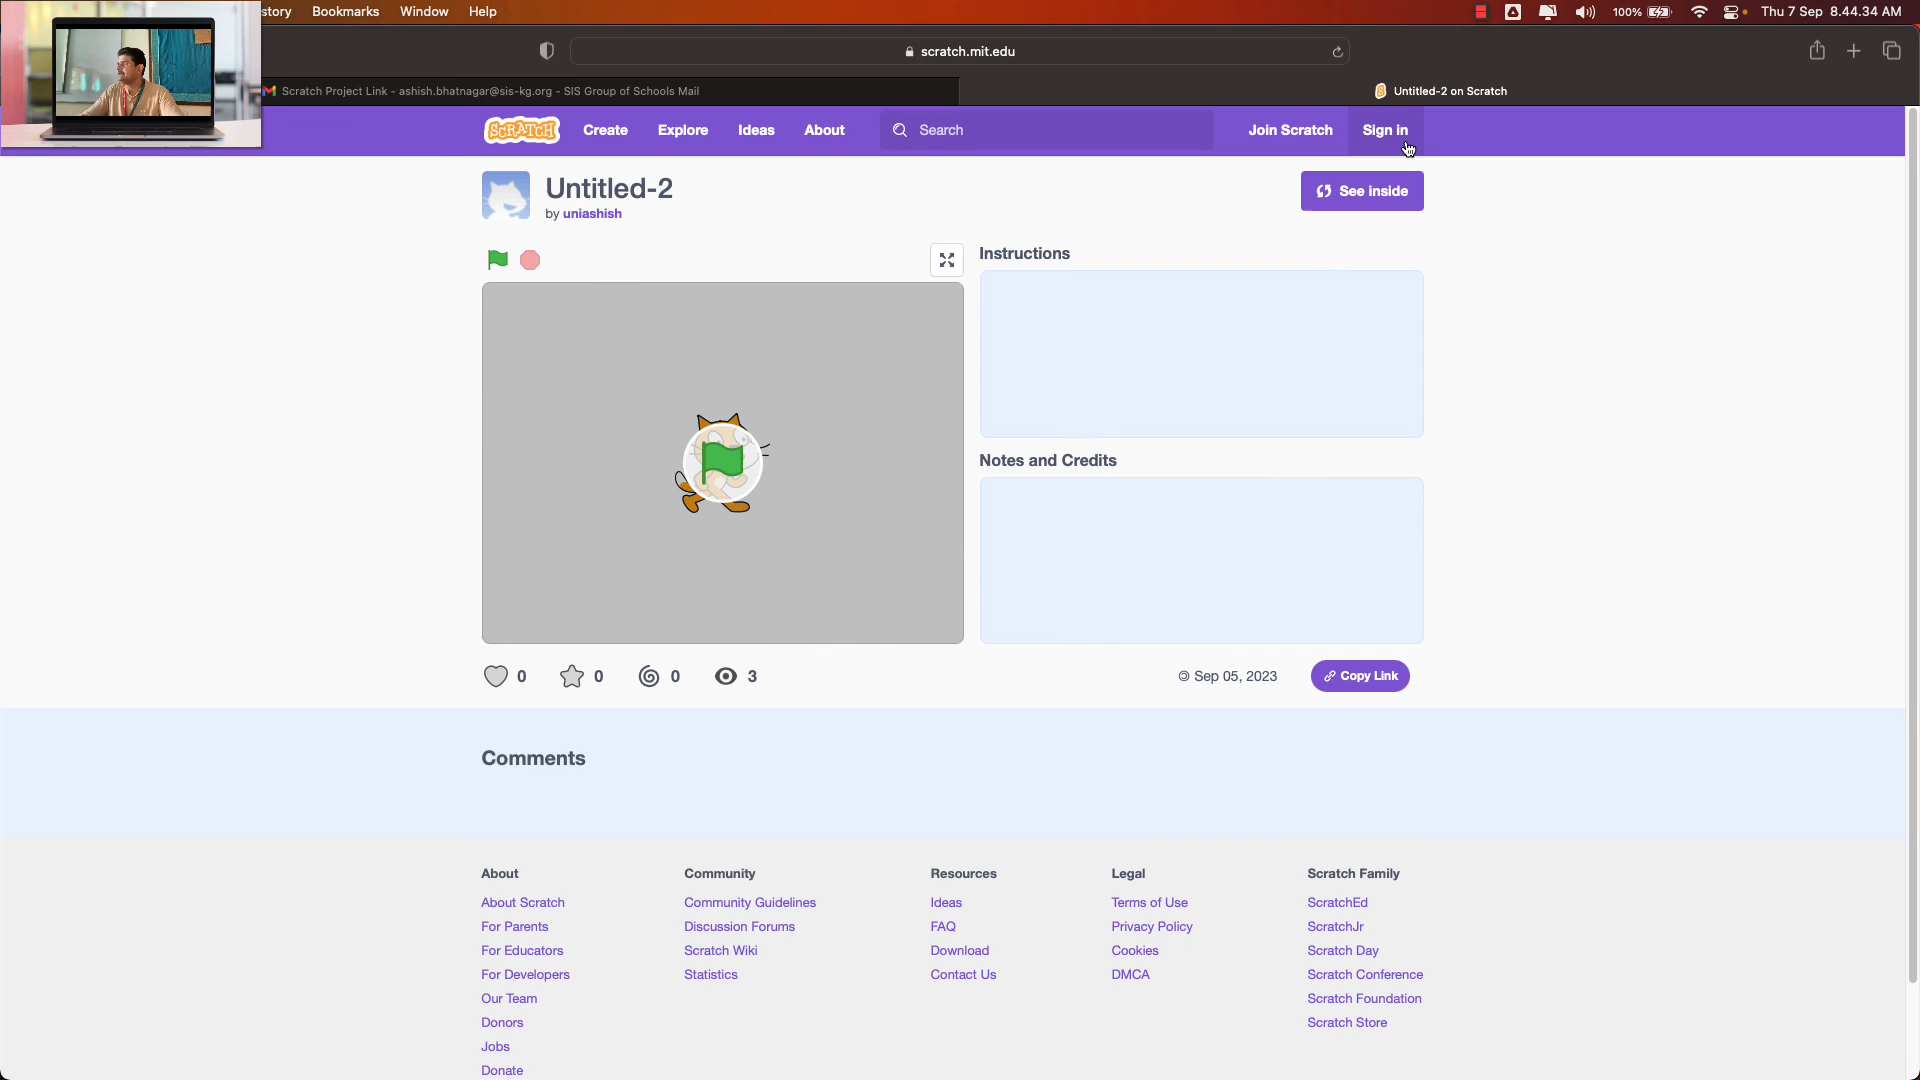 story Bookmarks Window Help
100% Thu 7 Sep 8.44.34 AM
scratch.mit.edu
Scratch Project Link - ashish.bhatnagar@sis-kg.org - SIS Group of Schools Mail
Untitled-2 on Scratch
SCRATCH Create Explore Ideas About Search Join Scratch Sign in
Untitled-2
by uniashish
See inside
Instructions
Notes and Credits
0 0 0 3
© Sep 05, 2023 Copy Link
Comments
About
About Scratch
For Parents
For Educators
For Developers
Our Team
Donors
Jobs
Donate
Community
Community Guidelines
Discussion Forums
Scratch Wiki
Statistics
Resources
Ideas
FAQ
Download
Contact Us
Legal
Terms of Use
Privacy Policy
Cookies
DMCA
Scratch Family
ScratchEd
ScratchJr
Scratch Day
Scratch Conference
Scratch Foundation
Scratch Store